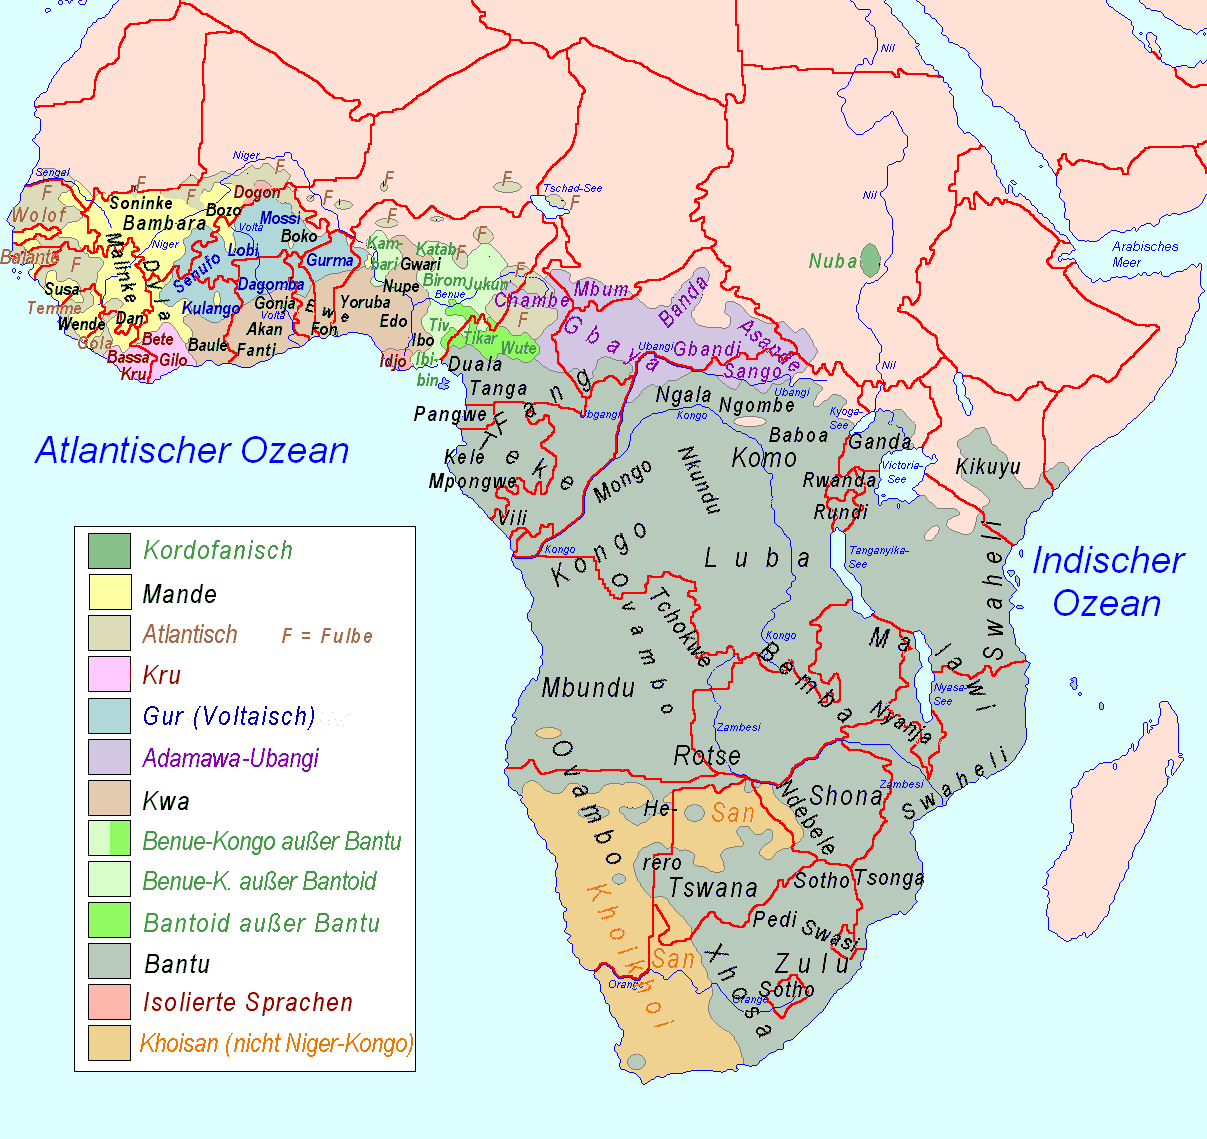 Nil
Sengal
Niger
F
F
F
F
F
F
F
F
F
Tschad-See
F
Nil
Wolof
Soninke
Bozo
Dogon
Bambara
Mossi
Volta
Boko
Kam-
bari
Katab
F
F
Arabisches
Meer
Balante
F
Malinke
Dyula
Niger
Senufo
Lobi
Gurma
Gwari
Birom
Jukun
F
Nuba
Susa
Temme
Wende
Gola
Dan
Kulango
Dagomba
Gonja
Volta
Ewe
Yoruba
Nupe
Benue
Chambe
F
Mbum
Gbaya
Banda
Asande
Bete
Bassa
Kru
Gilo
Baule
Akan
Fanti
Fon
Edo
Ibo
Idjo
Tiv
Ibi-
bin
Tikar
Wute
Ubangi
Gbandi
Sango
Ubangi
Nil
Duala
Tanga
Pangwe
Fang
Ubgangi
Ngala
Kongo
Ngombe
Baboa
Kyoga-
See
Ganda
Atlantischer Ozean
Teke
Kele
Mpongwe
Vili
Mongo
Nkundu
Komo
Rwanda
Rundi
Victoria-
See
Kikuyu
Kongo
Kongo
Luba
Tanganyika-
See
Swaheli
Indischer
Ozean
Ovambo
Tchokwe
Kongo
Bemba
Malawi
Mbundu
Nyasa-
See
Nyanja
Zambesi
Rotse
Zambesi
Swaheli
Ovambo
He-
rero
San
Ndebele
Shona
Tswana
Sotho
Tsonga
Khoikhoi
San
Pedi
Swasi
Xhosa
Zulu
Orange
Orange
Sotho
Kordofanisch
Mande
Atlantisch F = Fulbe
Kru
Gur (Voltaisch)
Adamawa-Ubangi
Kwa
Benue-Kongo außer Bantu
Benue-K. außer Bantoid
Bantoid außer Bantu
Bantu
Isolierte Sprachen
Khoisan (nicht Niger-Kongo)